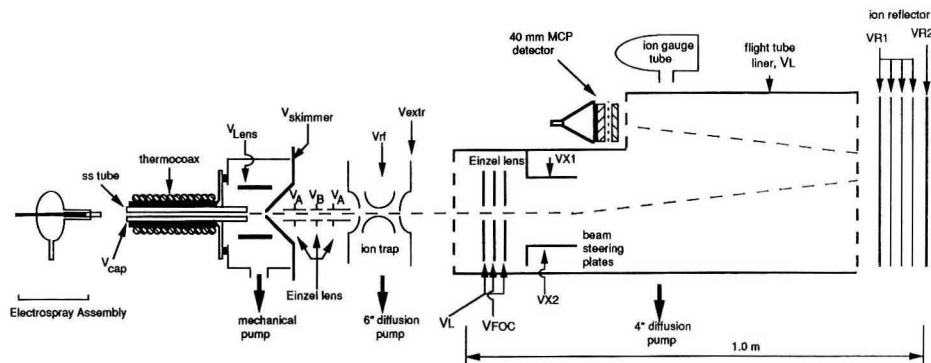 ion reflector
VR1
VR2
40 mm MCP
detector
ion gauge
tube
flight tube
liner, VL
Vskimmer
Vextr
VLens
Vrf
thermocoax
ss tube
VA
VB
VA
Einzel lens
VX1
ion trap
beam
steering
plates
Vcap
Einzel lens
VX2
Electrospray Assembly
mechanical
pump
6" diffusion
pump
VL
VFOC
4" diffusion
pump
1.0 m